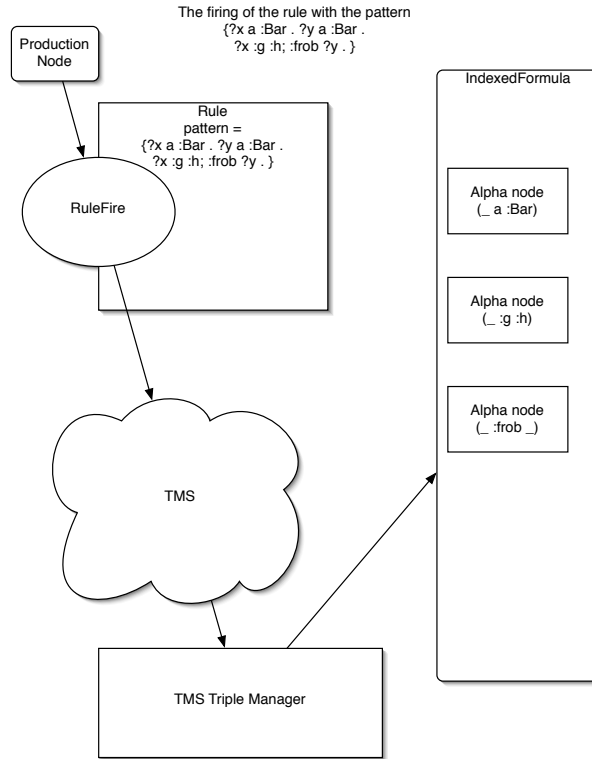 The firing of the rule with the pattern
{?x a :Bar . ?y a :Bar .
?x :g :h; :frob ?y . }
Production
Node
IndexedFormula
Rule
pattern =
{?x a :Bar . ?y a :Bar .
?x :g :h; :frob ?y . }
RuleFire
Alpha node
(_ a :Bar)
Alpha node
(_ :g :h)
Alpha node
(_ :frob _)
TMS
TMS Triple Manager